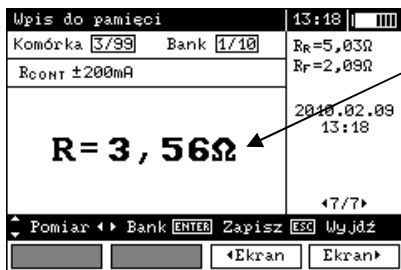 Wpis do pamięci 13:18
Komórka 3/99 Bank 1/10
RCONT ±200mA
R=3,56Ω
RR=5,03Ω
RF=2,09Ω
2010.02.09
13:18
7/7
Pomiar Bank ENTER Zapisz ESC Wyjdź
Ekran Ekran